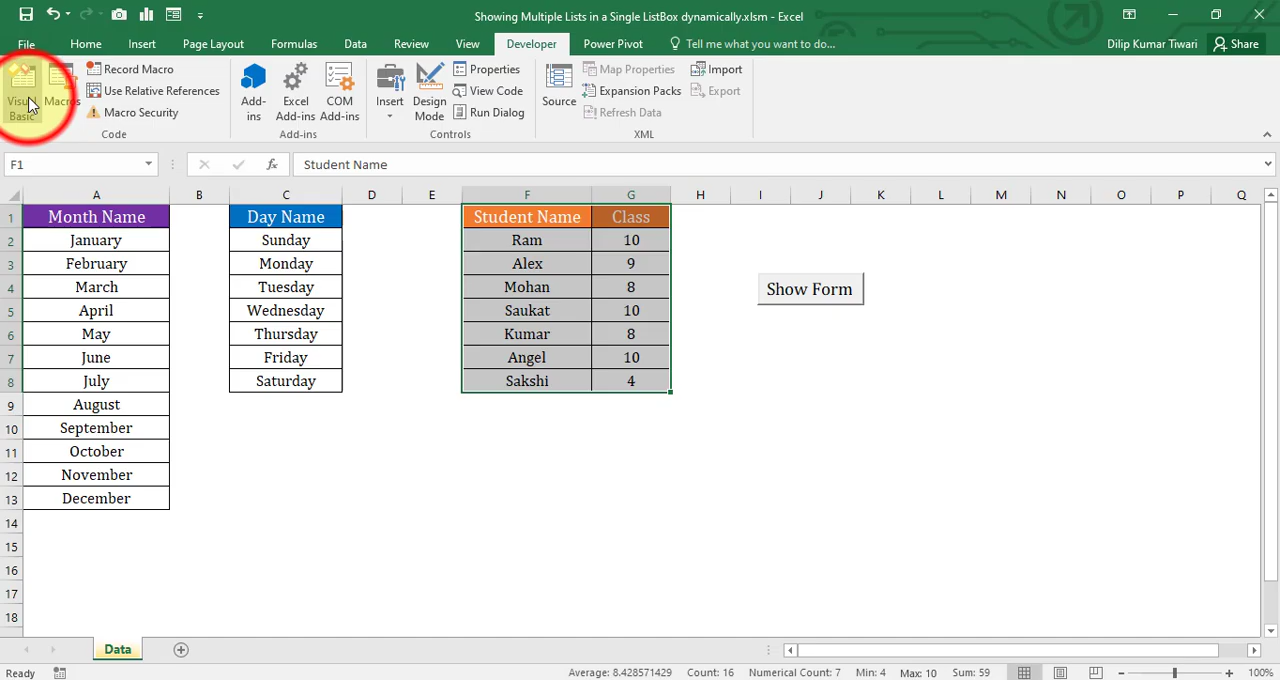 Showing Multiple Lists in a Single ListBox dynamically.xlsm - Excel
File Home Insert Page Layout Formulas Data Review View Developer Power Pivot Tell me what you want to do... Dilip Kumar Tiwari Share
Visual Basic
Macros
Record Macro
Use Relative References
Macro Security
Code
Add-ins
Excel Add-ins
COM Add-ins
Add-ins
Insert
Design Mode
Properties
View Code
Run Dialog
Controls
Source
Map Properties
Expansion Packs
Refresh Data
Import
Export
XML
F1 Student Name
A B C D E F G H I J K L M N O P Q
1 Month Name Day Name Student Name Class
2 January Sunday Ram 10
3 February Monday Alex 9
4 March Tuesday Mohan 8
Show Form
5 April Wednesday Saukat 10
6 May Thursday Kumar 8
7 June Friday Angel 10
8 July Saturday Sakshi 4
9 August
10 September
11 October
12 November
13 December
14
15
16
17
18
Data
Ready Average: 8.428571429 Count: 16 Numerical Count: 7 Min: 4 Max: 10 Sum: 59 100%